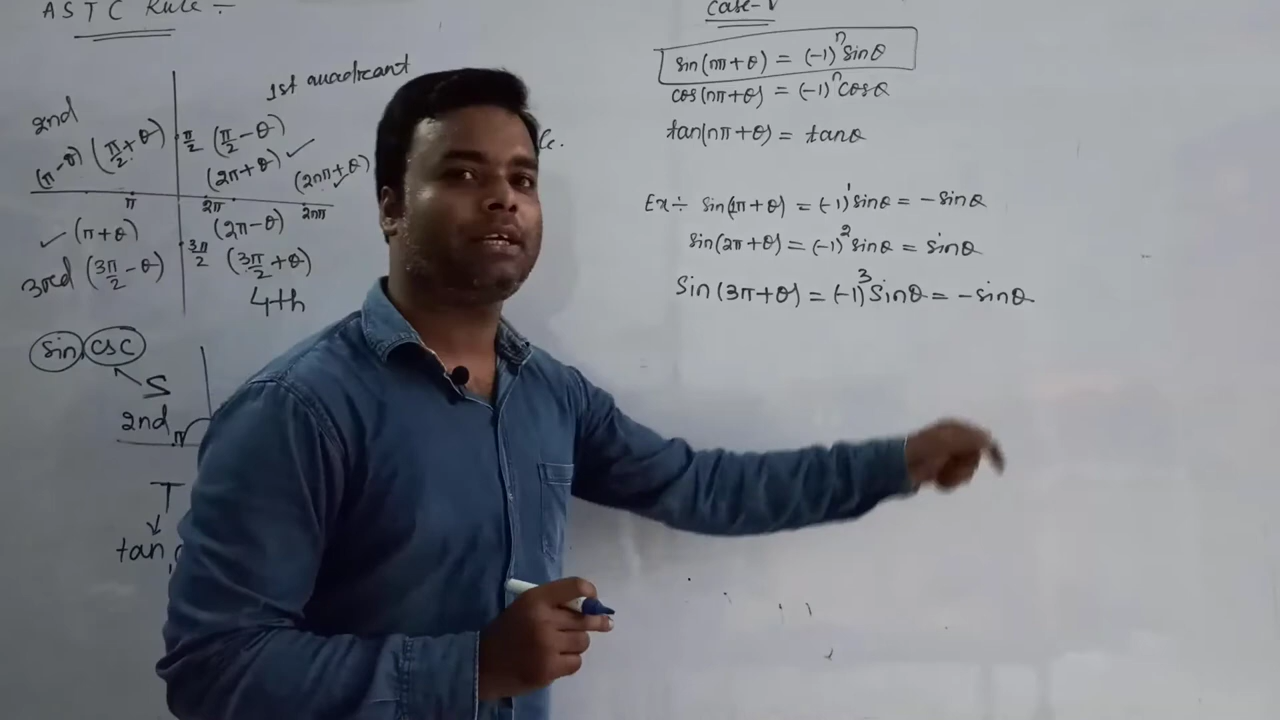 ASTC Rule :-
1st quadrant
2nd
(π-θ) (π/2+θ)
π/2 (π/2-θ)
(2π+θ) ✓
(2nπ+θ) ✓
π
2π
2nπ
✓ (π+θ)
(2π-θ)
3rd (3π/2-θ)
3π/2 (3π/2+θ)
4th
sin csc
S
2nd
π
T
tan
Case-V
sin(nπ+θ) = (-1)ⁿ sinθ
cos(nπ+θ) = (-1)ⁿ cosθ
tan(nπ+θ) = tanθ
Ex÷ sin(1π+θ) = (-1)¹ sinθ = -sinθ
sin(2π+θ) = (-1)² sinθ = sinθ
Sin(3π+θ) = (-1)³ Sinθ = -sinθ